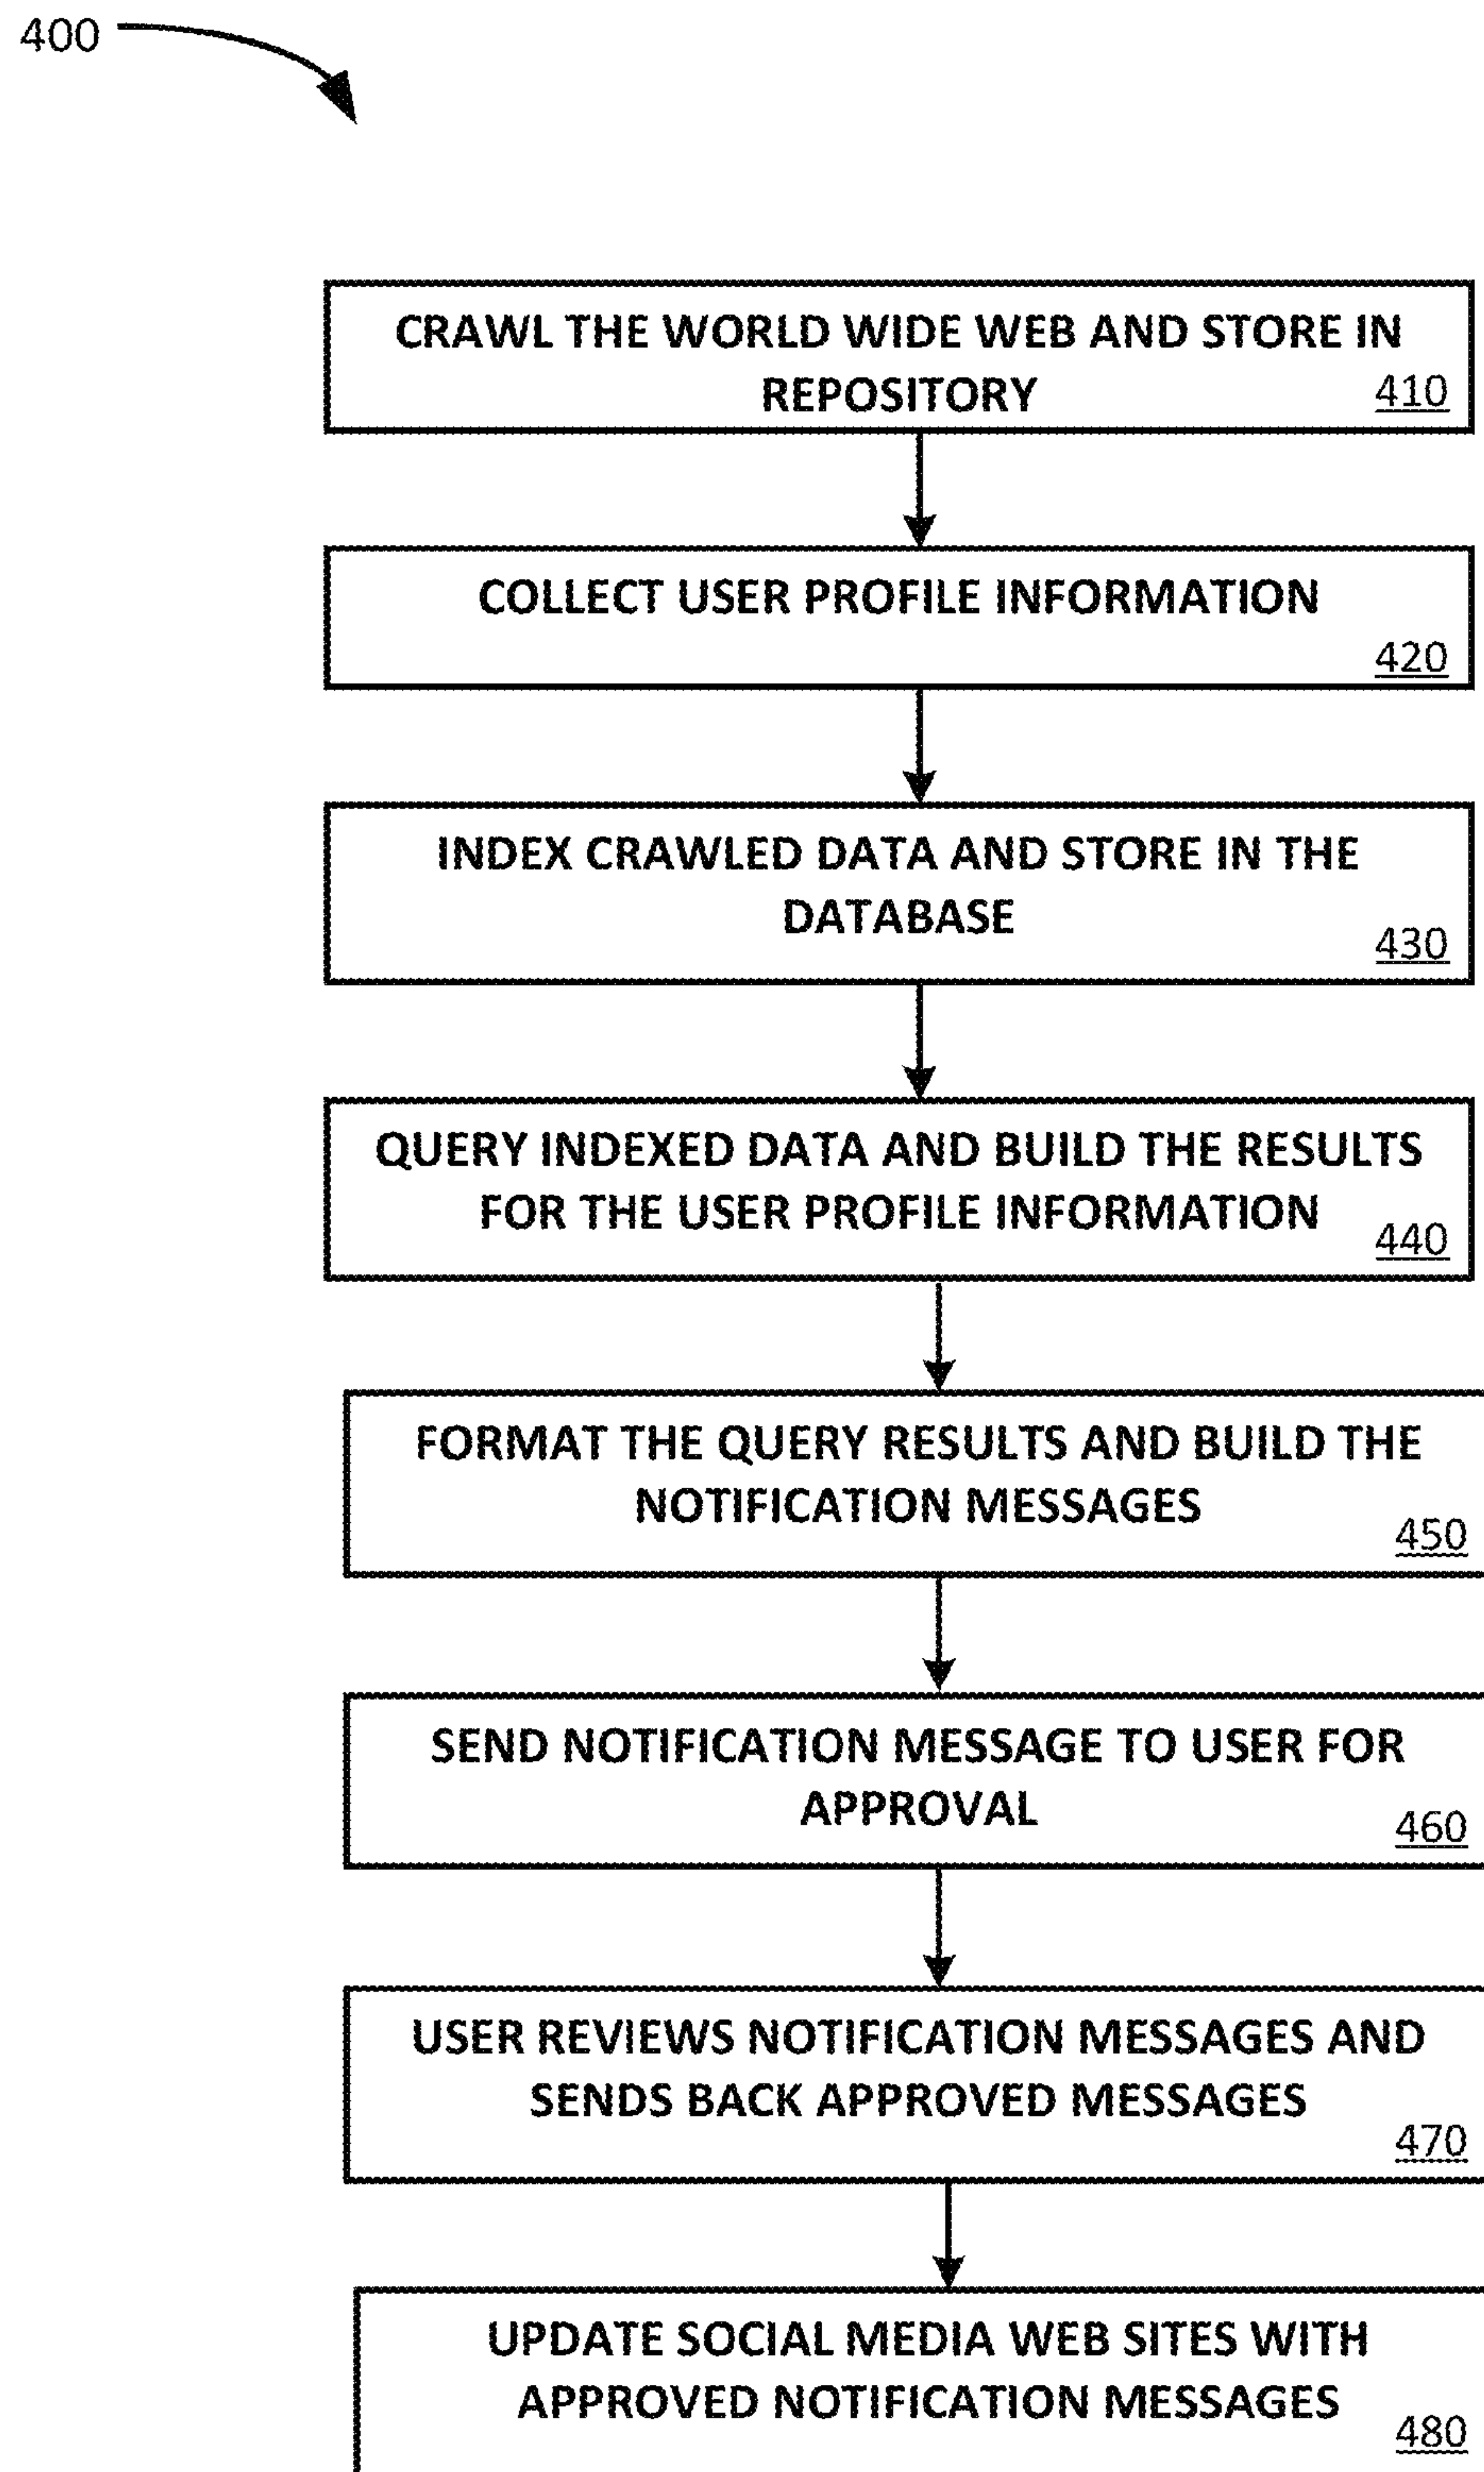 400
CRAWL THE WORLD WIDE WEB AND STORE IN
REPOSITORY
410
COLLECT USER PROFILE INFORMATION
420
INDEX CRAWLED DATA AND STORE IN THE
DATABASE
430
QUERY INDEXED DATA AND BUILD THE RESULTS
FOR THE USER PROFILE INFORMATION
440
FORMAT THE QUERY RESULTS AND BUILD THE
NOTIFICATION MESSAGES
450
SEND NOTIFICATION MESSAGE TO USER FOR
APPROVAL
460
USER REVIEWS NOTIFICATION MESSAGES AND
SENDS BACK APPROVED MESSAGES
470
UPDATE SOCIAL MEDIA WEB SITES WITH
APPROVED NOTIFICATION MESSAGES
480